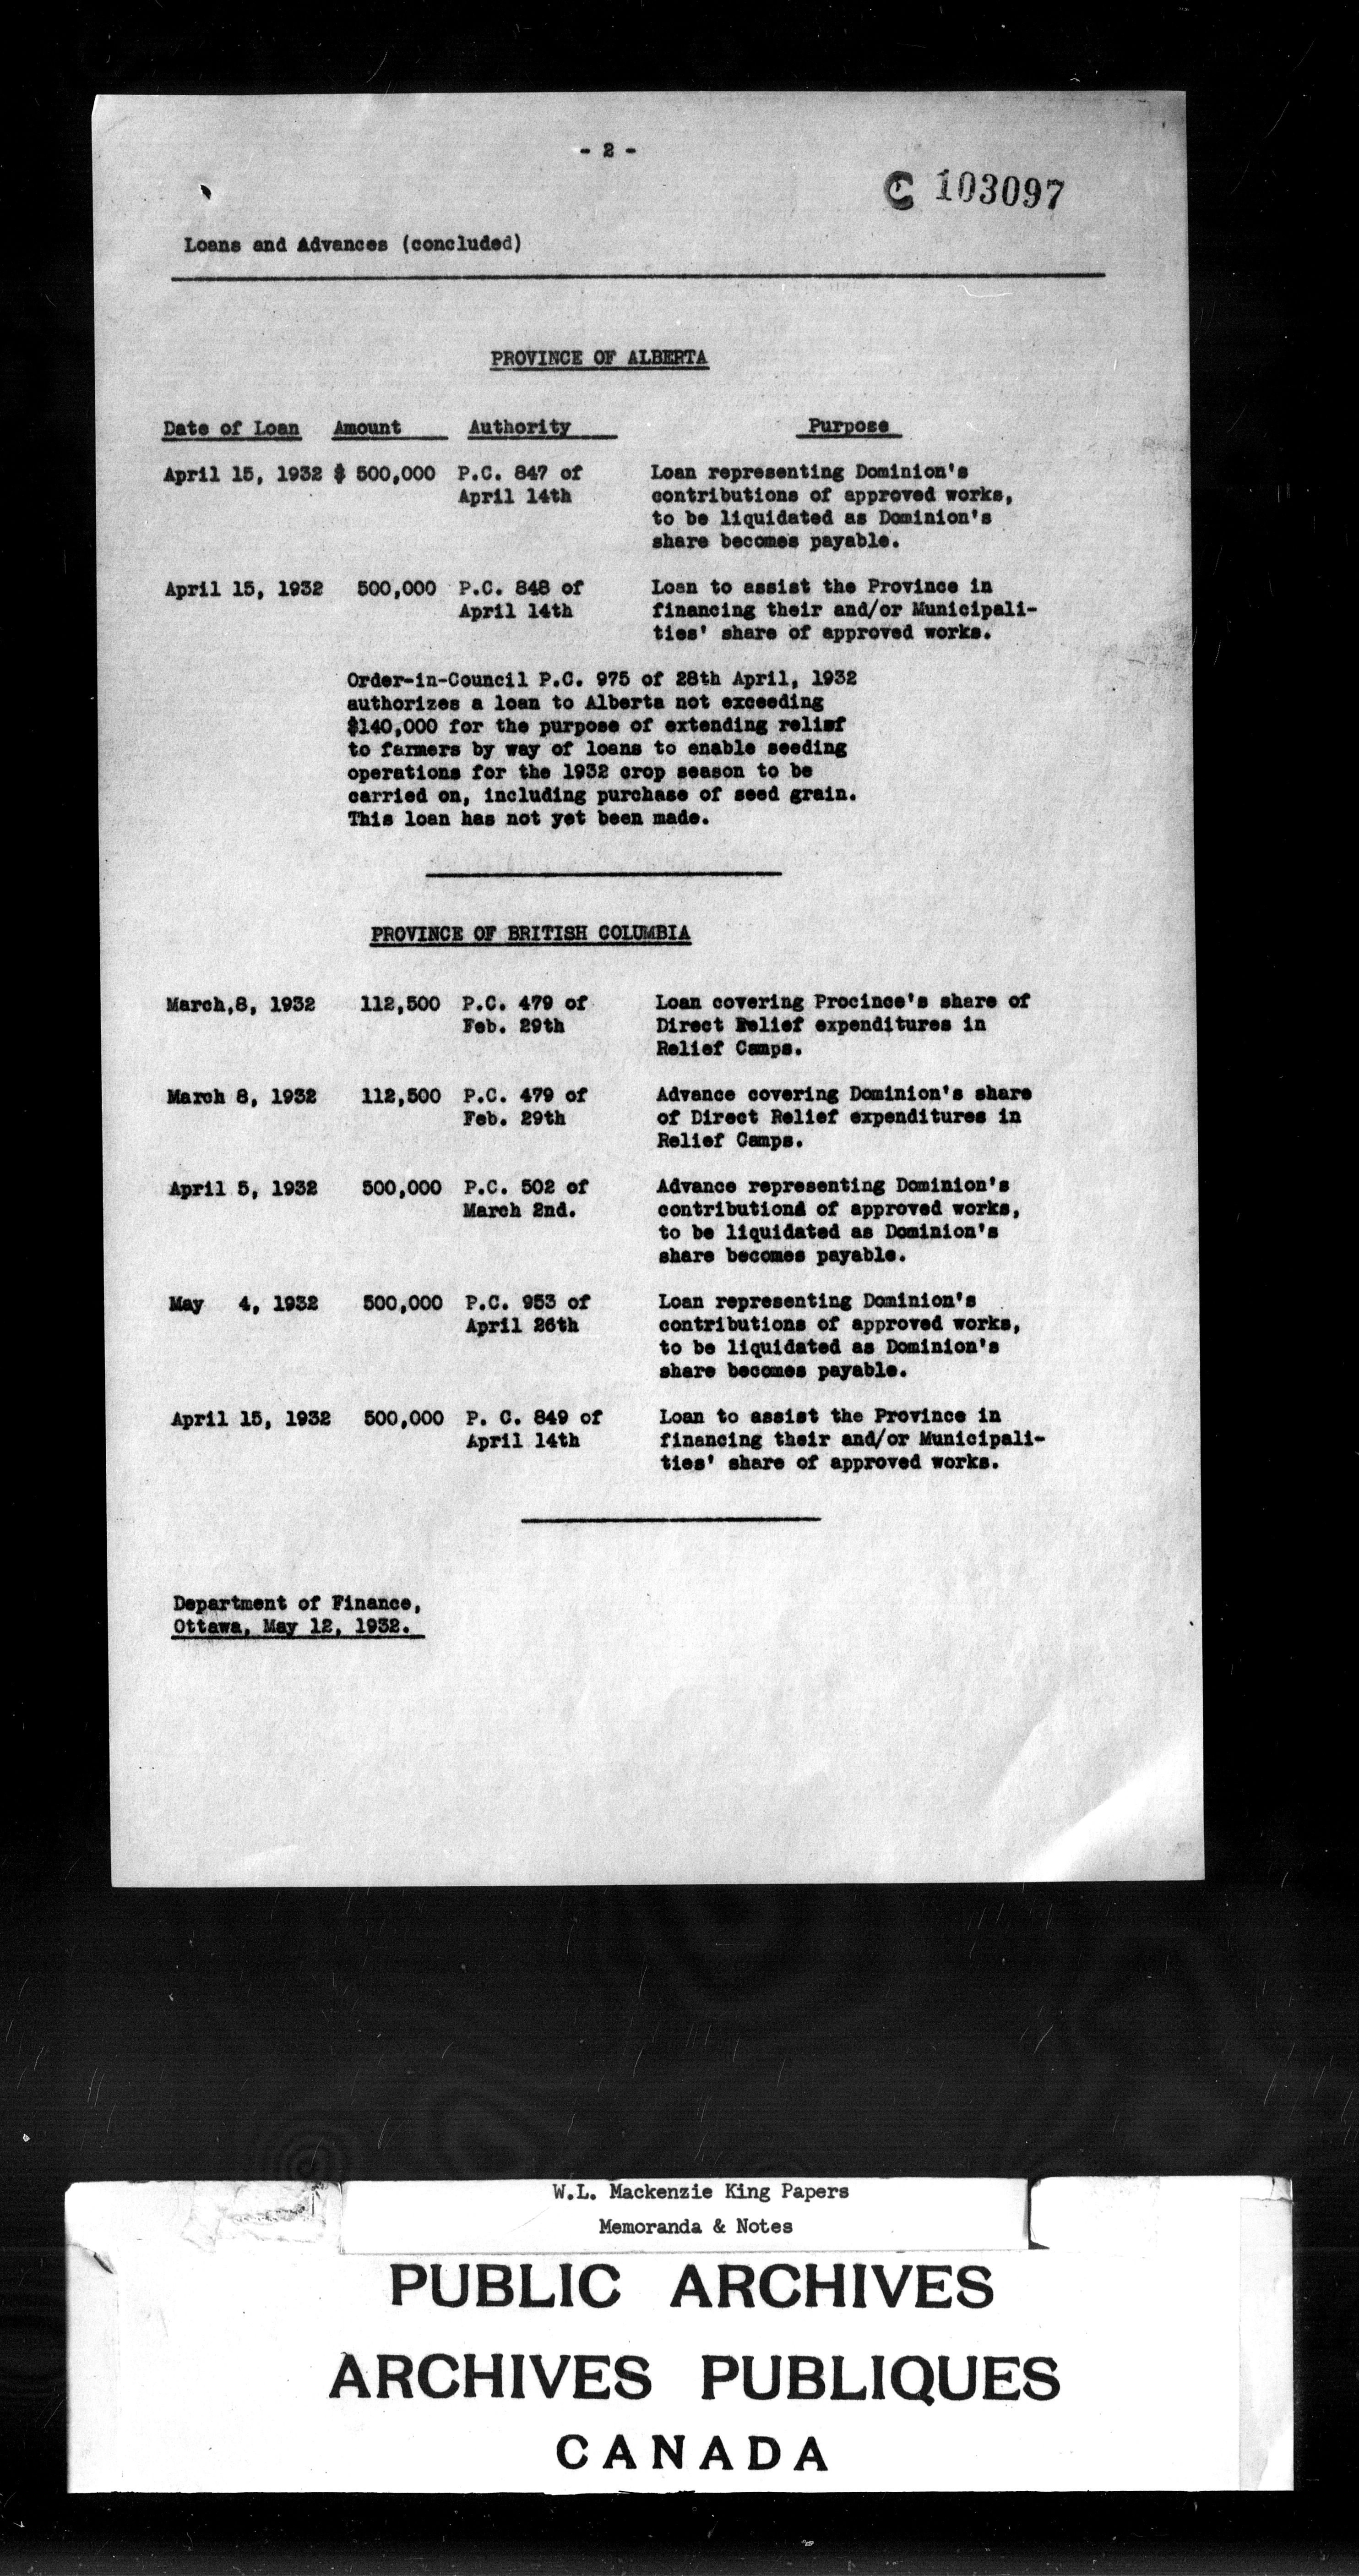 - 2 -
C 103097
Loans and Advances (concluded)
PROVINCE OF ALBERTA
Date of Loan Amount Authority Purpose
April 15, 1932 $ 500,000 P.C. 847 of Loan representing Dominion's
April 14th contributions of approved works,
to be liquidated as Dominion's
share becomes payable.
April 15, 1932 500,000 P.C. 848 of Loan to assist the Province in
April 14th financing their and/or Municipali-
ties' share of approved works.
Order-in-Council P.C. 975 of 28th April, 1932
authorizes a loan to Alberta not exceeding
$140,000 for the purpose of extending relief
to farmers by way of loans to enable seeding
operations for the 1932 crop season to be
carried on, including purchase of seed grain.
This loan has not yet been made.
PROVINCE OF BRITISH COLUMBIA
March,8, 1932 112,500 P.C. 479 of Loan covering Procince's share of
Feb. 29th Direct Relief expenditures in
Relief Camps.
March 8, 1932 112,500 P.C. 479 of Advance covering Dominion's share
Feb. 29th of Direct Relief expenditures in
Relief Camps.
April 5, 1932 500,000 P.C. 502 of Advance representing Dominion's
March 2nd. contributions of approved works,
to be liquidated as Dominion's
share becomes payable.
May 4, 1932 500,000 P.C. 953 of Loan representing Dominion's
April 26th contributions of approved works,
to be liquidated as Dominion's
share becomes payable.
April 15, 1932 500,000 P. C. 849 of Loan to assist the Province in
April 14th financing their and/or Municipali-
ties' share of approved works.
Department of Finance,
Ottawa, May 12, 1932.
W.L. Mackenzie King Papers
Memoranda & Notes
PUBLIC ARCHIVES
ARCHIVES PUBLIQUES
CANADA